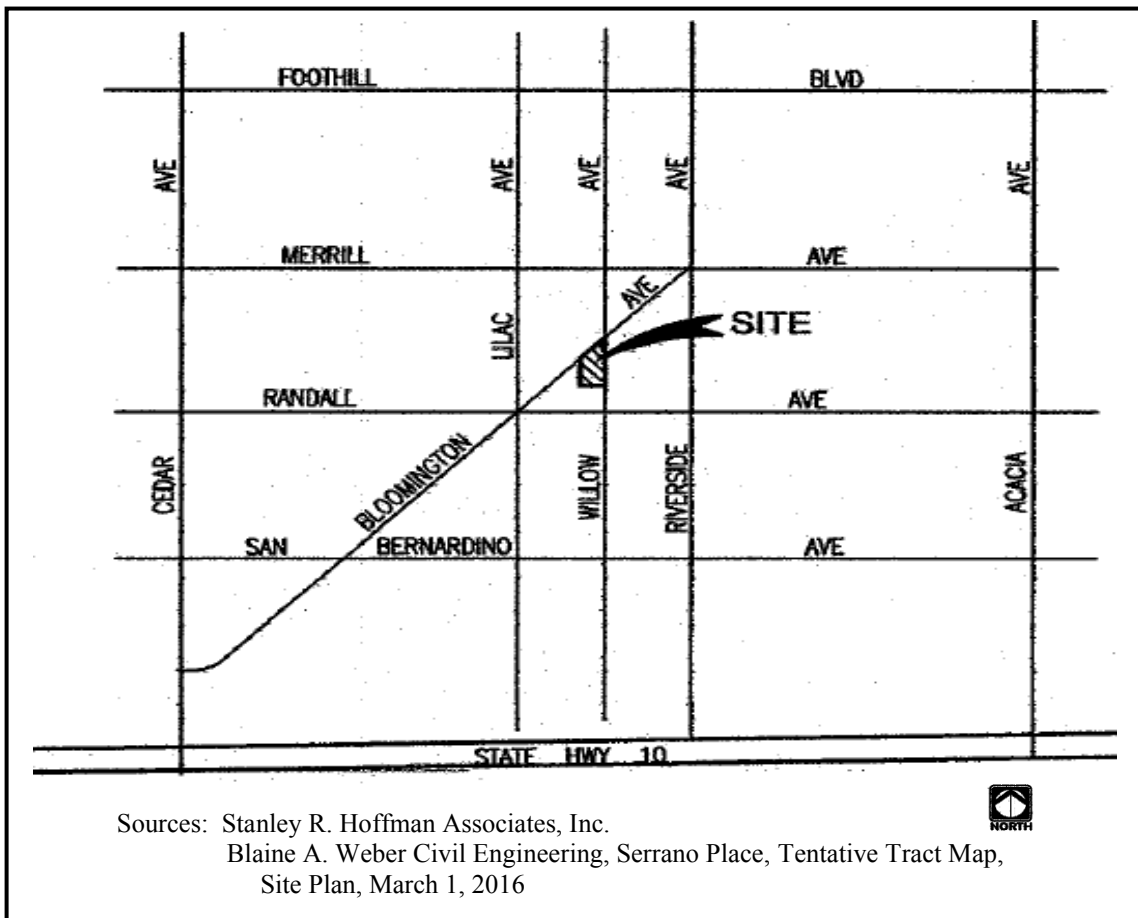 FOOTHILL BLVD
AVE AVE AVE AVE AVE
MERRILL AVE
AVE
SITE
LILAC
RANDALL AVE
BLOOMINGTON
CEDAR WILLOW RIVERSIDE ACACIA
SAN BERNARDINO AVE
STATE HWY 10
NORTH
Sources: Stanley R. Hoffman Associates, Inc.
Blaine A. Weber Civil Engineering, Serrano Place, Tentative Tract Map,
Site Plan, March 1, 2016